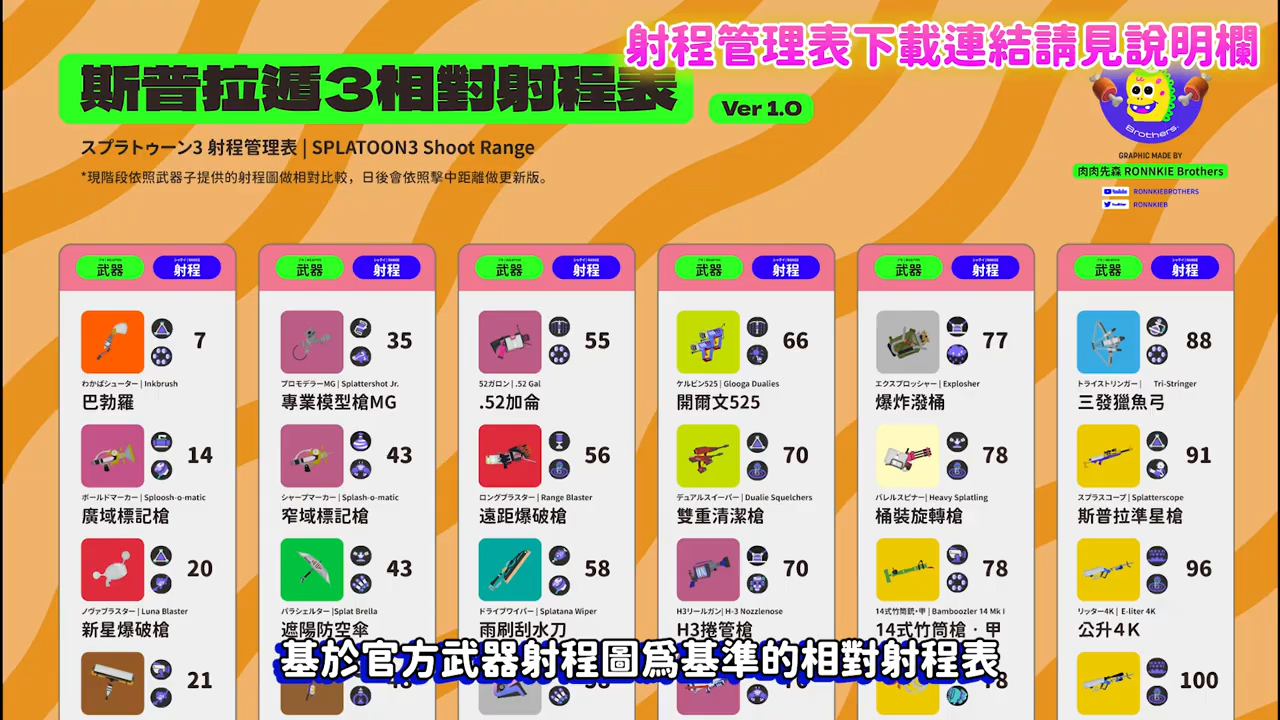 射程管理表下載連結請見說明欄
斯普拉遁3相對射程表
Ver 1.0
スプラトゥーン3 射程管理表 | SPLATOON3 Shoot Range
*現階段依照武器子提供的射程圖做相對比較,日後會依照擊中距離做更新版。
Brothers.
GRAPHIC MADE BY
肉肉先森 RONNKIE Brothers
YouTube RONNKIEBROTHERS
Twitter RONNKIEB
武器 射程
7
わかばシューター | Inkbrush
巴勃羅
14
ボールドマーカー | Sploosh-o-matic
廣域標記槍
20
ノヴァブラスター | Luna Blaster
新星爆破槍
21
武器 射程
35
プロモデラーMG | Splattershot Jr.
專業模型槍MG
43
シャープマーカー | Splash-o-matic
窄域標記槍
43
パラシェルター |Splat Brella
遮陽防空傘
武器 射程
55
52ガロン | .52 Gal
.52加侖
56
ロングブラスター | Range Blaster
遠距爆破槍
58
ドライブワイパー | Splatana Wiper
雨刷刮水刀
武器 射程
66
ケルビン525 | Glooga Dualies
開爾文525
70
デュアルスイーパー | Dualie Squelchers
雙重清潔槍
70
H3リールガン| H-3 Nozzlenose
H3捲管槍
武器 射程
77
エクスプロッシャー | Explosher
爆炸潑桶
78
バレルスピナー| Heavy Splatling
桶裝旋轉槍
78
14式竹筒銃・甲 | Bamboozler 14 Mk I
14式竹筒槍・甲
78
武器 射程
88
トライストリンガー | Tri-Stringer
三發獵魚弓
91
スプラスコープ | Splatterscope
斯普拉準星槍
96
リッター4K | E-liter 4K
公升4K
100
基於官方武器射程圖為基準的相對射程表